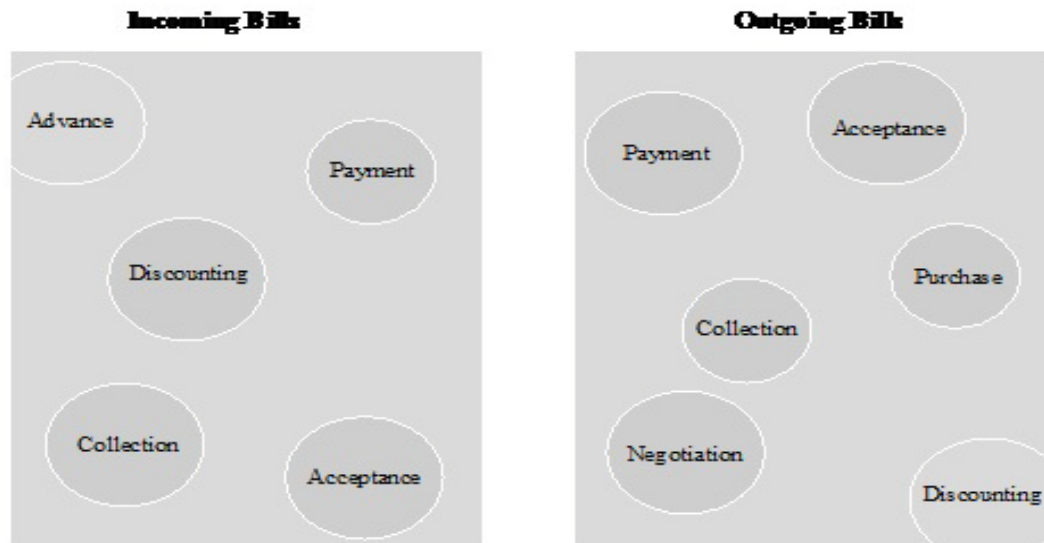 Incoming Bills
Advance
Payment
Discounting
Collection
Acceptance
Outgoing Bills
Payment
Acceptance
Purchase
Collection
Negotiation
Discounting